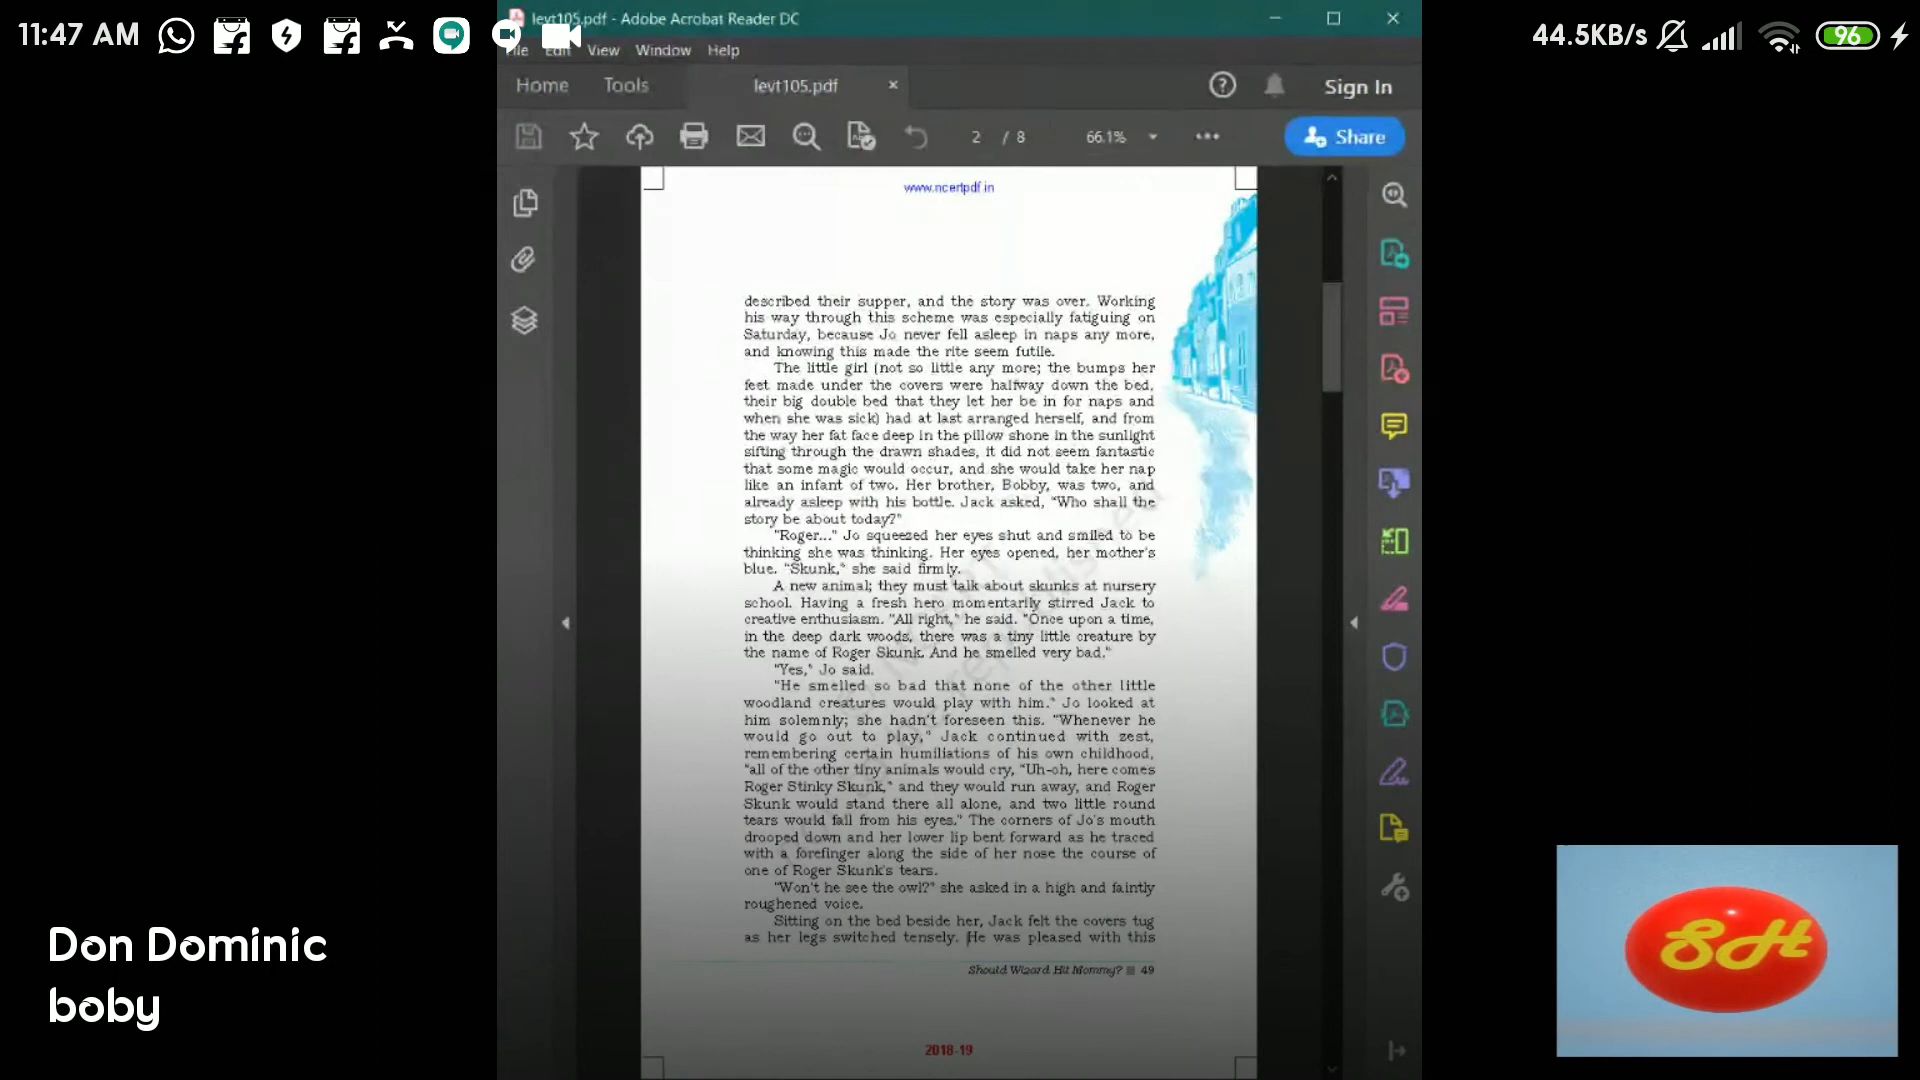 11:47 AM
44.5KB/s
96
levt105.pdf - Adobe Acrobat Reader DC
File Edit View Window Help
Home Tools levt105.pdf
Sign In
2 / 8
66.1%
Share
www.ncertpdf.in
described their supper, and the story was over. Working
his way through this scheme was especially fatiguing on
Saturday, because Jo never fell asleep in naps any more,
and knowing this made the rite seem futile.
The little girl (not so little any more; the bumps her
feet made under the covers were halfway down the bed,
their big double bed that they let her be in for naps and
when she was sick) had at last arranged herself, and from
the way her fat face deep in the pillow shone in the sunlight
sifting through the drawn shades, it did not seem fantastic
that some magic would occur, and she would take her nap
like an infant of two. Her brother, Bobby, was two, and
already asleep with his bottle. Jack asked, "Who shall the
story be about today?"
"Roger..." Jo squeezed her eyes shut and smiled to be
thinking she was thinking. Her eyes opened, her mother's
blue. "Skunk," she said firmly.
A new animal; they must talk about skunks at nursery
school. Having a fresh hero momentarily stirred Jack to
creative enthusiasm. "All right," he said. "Once upon a time,
in the deep dark woods, there was a tiny little creature by
the name of Roger Skunk. And he smelled very bad."
"Yes," Jo said.
"He smelled so bad that none of the other little
woodland creatures would play with him." Jo looked at
him solemnly; she hadn't foreseen this. "Whenever he
would go out to play," Jack continued with zest,
remembering certain humiliations of his own childhood,
"all of the other tiny animals would cry, "Uh-oh, here comes
Roger Stinky Skunk," and they would run away, and Roger
Skunk would stand there all alone, and two little round
tears would fall from his eyes." The corners of Jo's mouth
drooped down and her lower lip bent forward as he traced
with a forefinger along the side of her nose the course of
one of Roger Skunk's tears.
"Won't he see the owl?" she asked in a high and faintly
roughened voice.
Sitting on the bed beside her, Jack felt the covers tug
as her legs switched tensely. He was pleased with this
Should Wizard Hit Mommy? 49
2018-19
Don Dominic
boby
SH